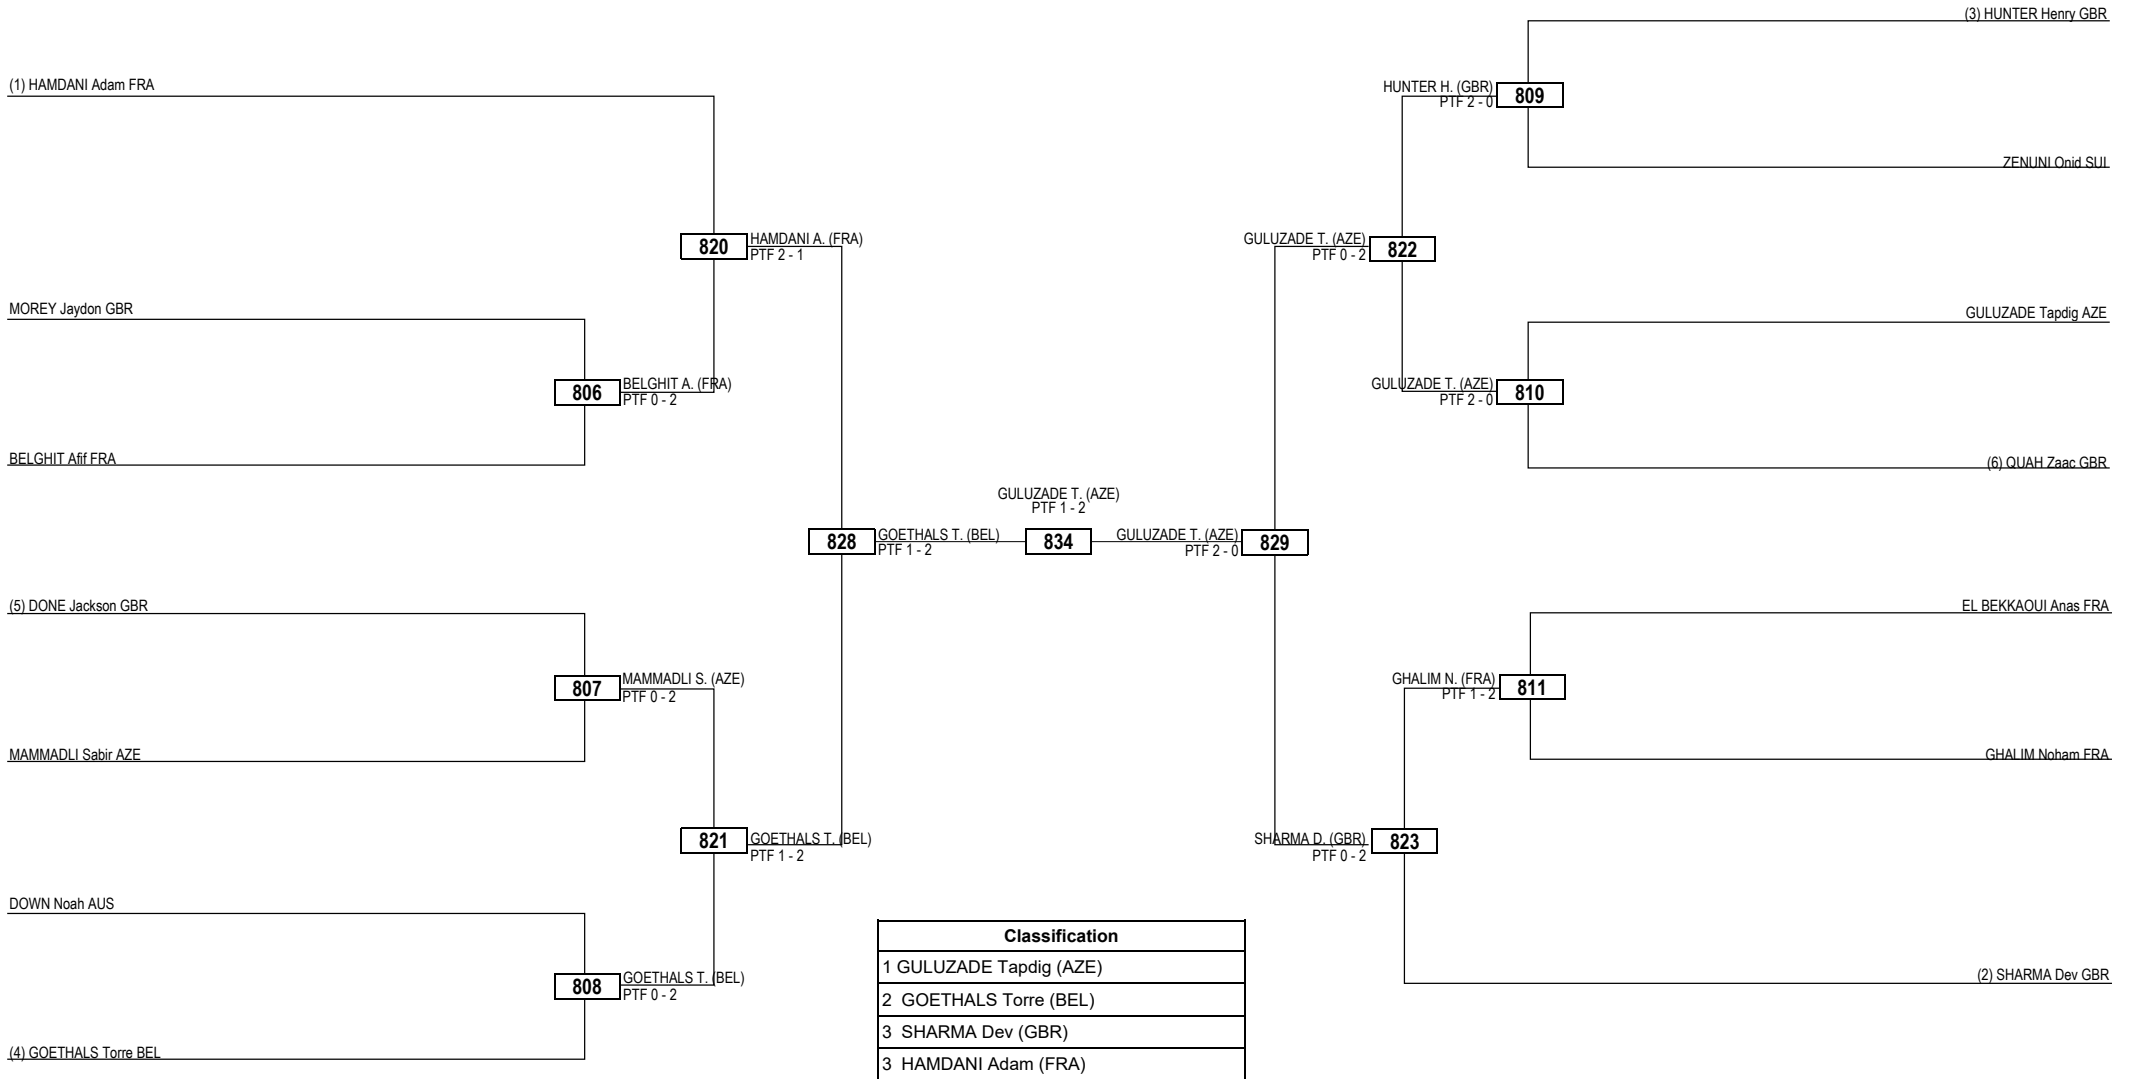 (3) HUNTER Henry GBR
(1) HAMDANI Adam FRA
HUNTER H. (GBR)
PTF 2 - 0
809
ZENUNI Onid SUI
820
HAMDANI A. (FRA)
PTF 2 - 1
GULUZADE T. (AZE)
PTF 0 - 2
822
MOREY Jaydon GBR
GULUZADE Tapdig AZE
806
BELGHIT A. (FRA)
PTF 0 - 2
GULUZADE T. (AZE)
PTF 2 - 0
810
BELGHIT Afif FRA
(6) QUAH Zaac GBR
GULUZADE T. (AZE)
PTF 1 - 2
828
GOETHALS T. (BEL)
PTF 1 - 2
834
GULUZADE T. (AZE)
PTF 2 - 0
829
(5) DONE Jackson GBR
EL BEKKAOUI Anas FRA
807
MAMMADLI S. (AZE)
PTF 0 - 2
GHALIM N. (FRA)
PTF 1 - 2
811
MAMMADLI Sabir AZE
GHALIM Noham FRA
821
GOETHALS T. (BEL)
PTF 1 - 2
SHARMA D. (GBR)
PTF 0 - 2
823
DOWN Noah AUS
808
GOETHALS T. (BEL)
PTF 0 - 2
(2) SHARMA Dev GBR
(4) GOETHALS Torre BEL
Classification
1 GULUZADE Tapdig (AZE)
2 GOETHALS Torre (BEL)
3 SHARMA Dev (GBR)
3 HAMDANI Adam (FRA)